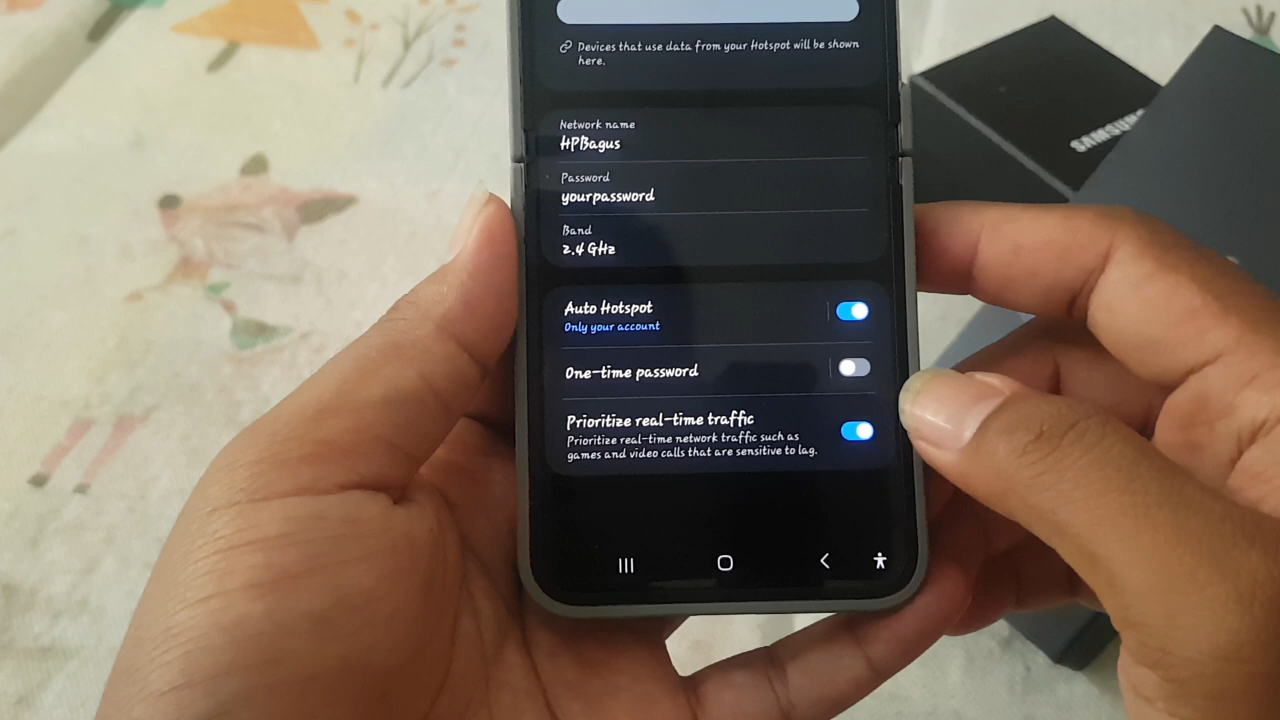 Devices that use data from your Hotspot will be shown
here.
Network name
HPBagus
Password
yourpassword
Band
2.4 GHz
Auto Hotspot
Only your account
One-time password
Prioritize real-time traffic
Prioritize real-time network traffic such as
games and video calls that are sensitive to lag.
SAMSUNG